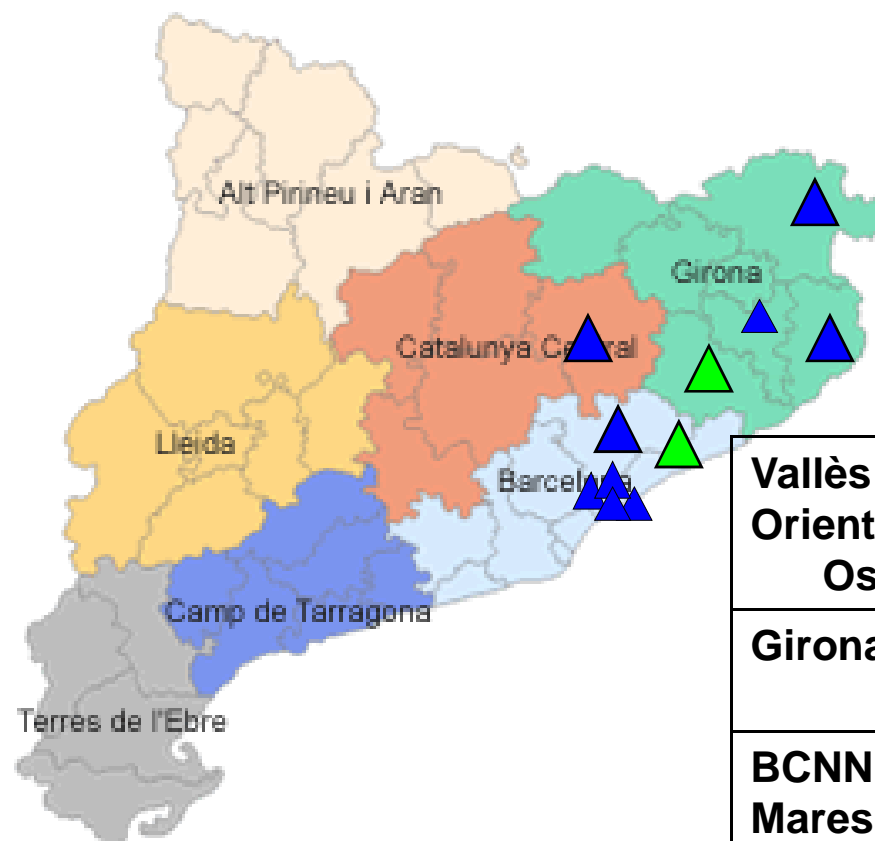 Alt Pirineu i Aran
Girona
Catalunya Central
Lleida
Barcelona
Camp de Tarragona
Terres de l'Ebre
Vallès
Orient
Os
Girona
BCNN
Mares